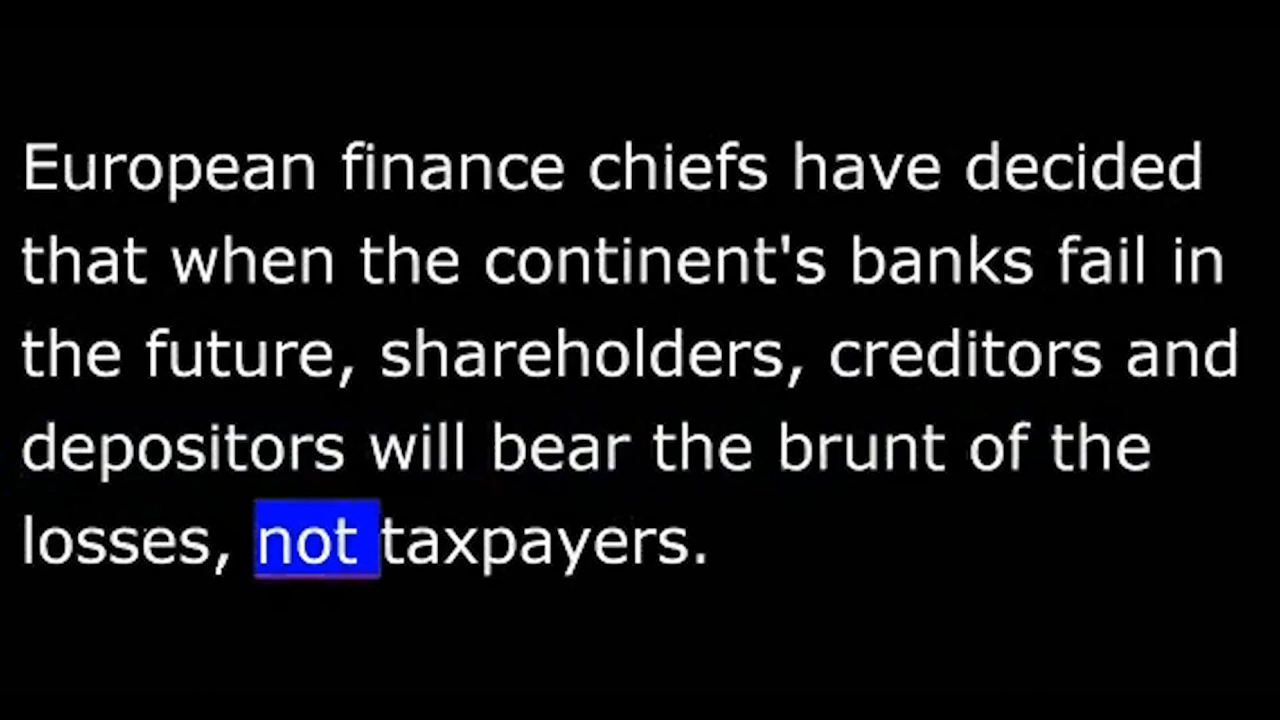 European finance chiefs have decided
that when the continent's banks fail in
the future, shareholders, creditors and
depositors will bear the brunt of the
losses, not taxpayers.